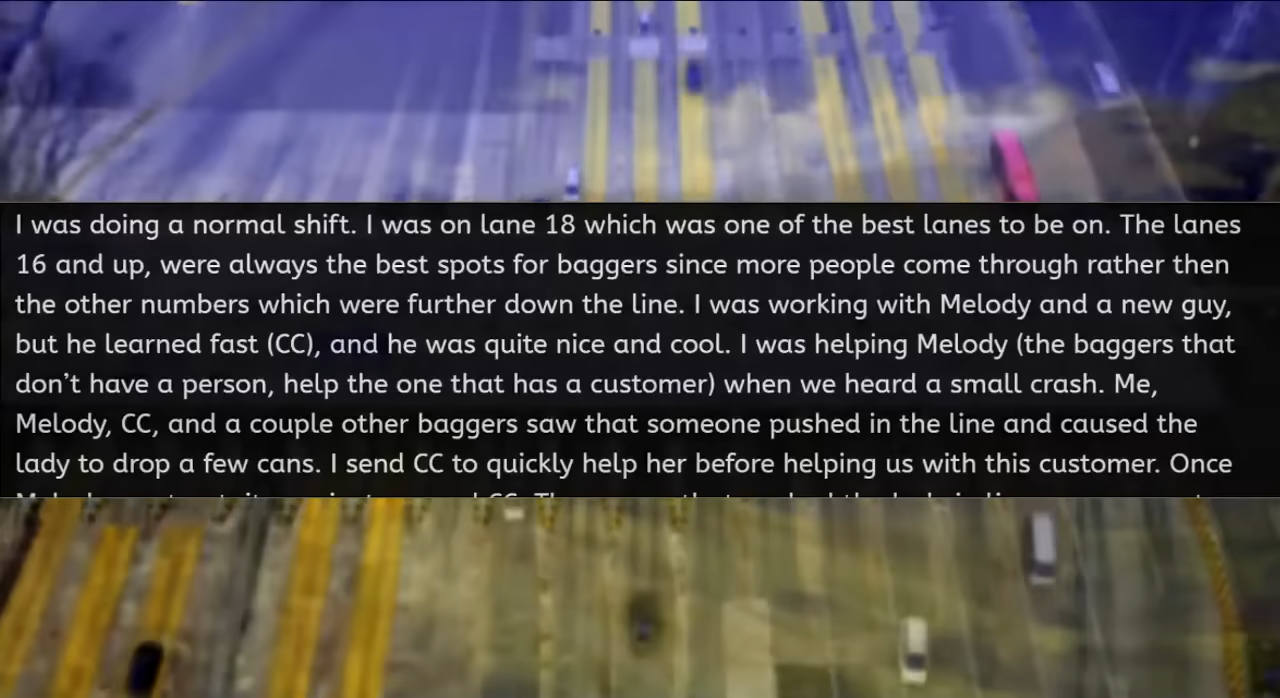 I was doing a normal shift. I was on lane 18 which was one of the best lanes to be on. The lanes
16 and up, were always the best spots for baggers since more people come through rather then
the other numbers which were further down the line. I was working with Melody and a new guy,
but he learned fast (CC), and he was quite nice and cool. I was helping Melody (the baggers that
don’t have a person, help the one that has a customer) when we heard a small crash. Me,
Melody, CC, and a couple other baggers saw that someone pushed in the line and caused the
lady to drop a few cans. I send CC to quickly help her before helping us with this customer. Once